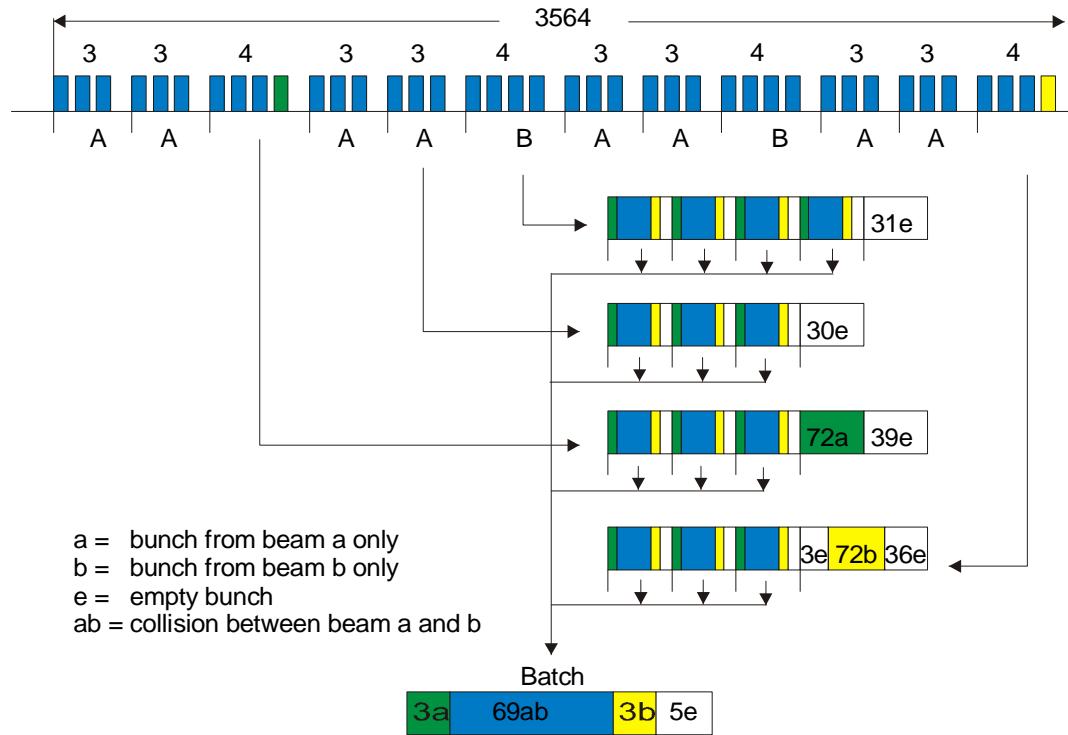 3564
3 3 4 3 3 4 3 3 4 3 3 4
A A A A B A A B A A
31e
30e
72a 39e
3e 72b 36e
a = bunch from beam a only
b = bunch from beam b only
e = empty bunch
ab = collision between beam a and b
Batch
3a 69ab 3b 5e